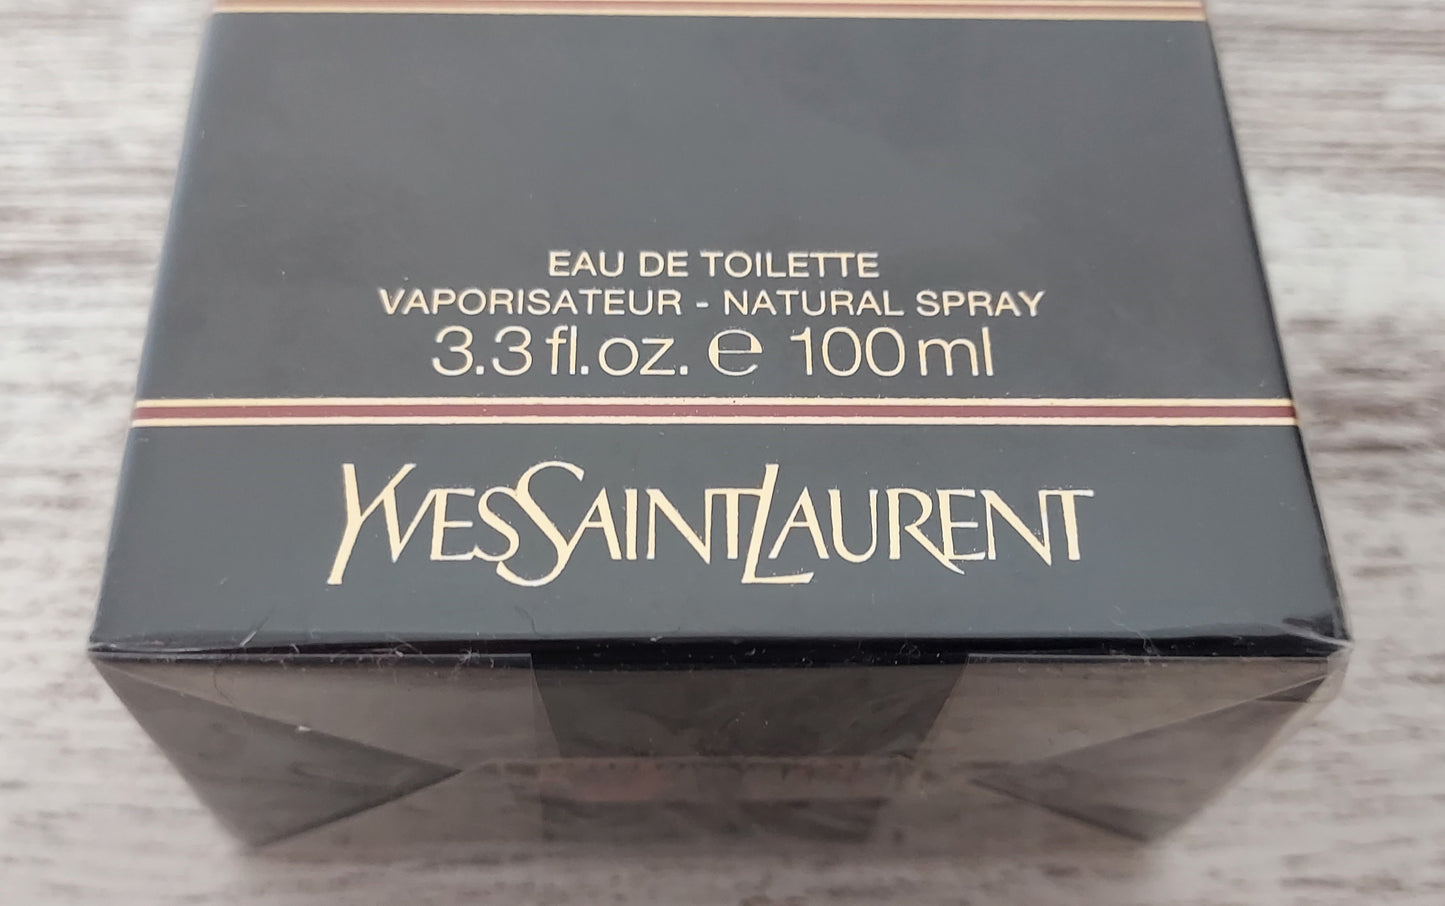 EAU DE TOILETTE
VAPORISATEUR - NATURAL SPRAY
3.3 fl.oz. ℮ 100 ml
YVESSAINTLAURENT